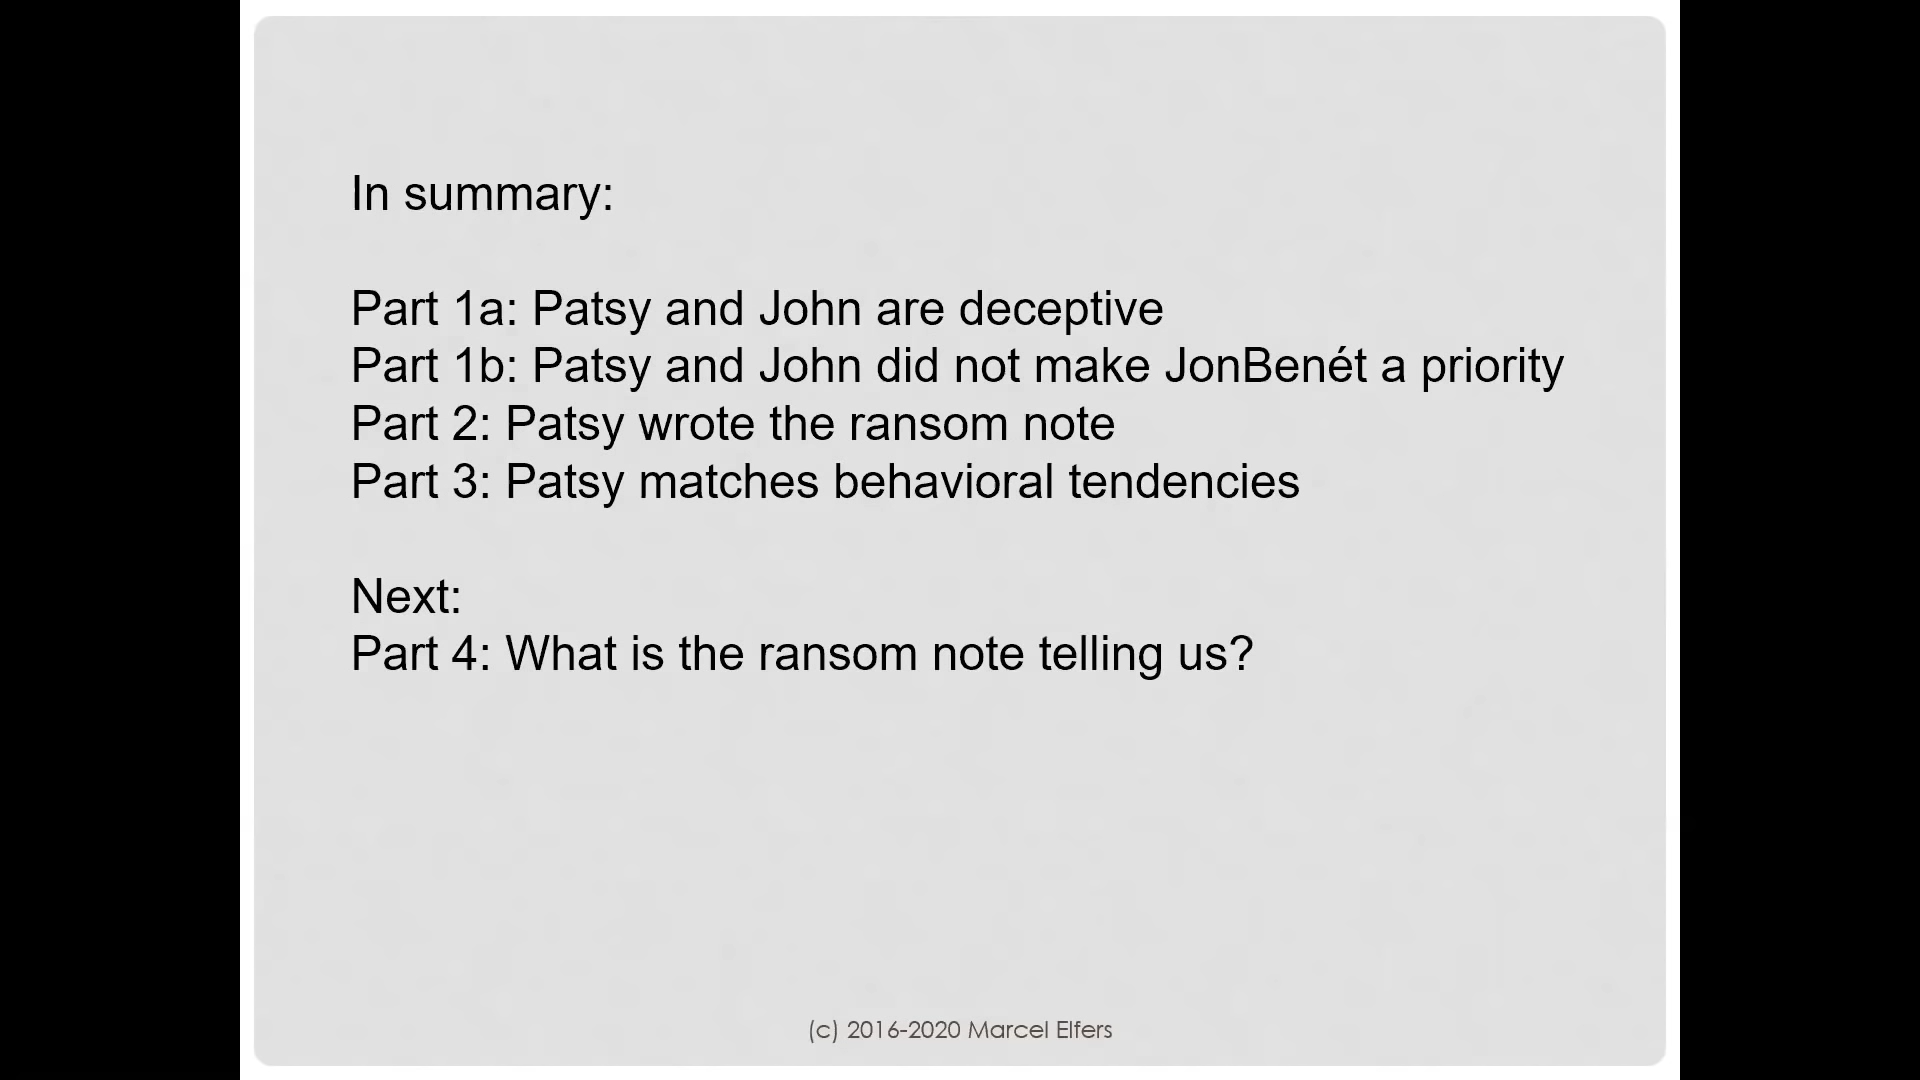 In summary:
Part 1a: Patsy and John are deceptive
Part 1b: Patsy and John did not make JonBenét a priority
Part 2: Patsy wrote the ransom note
Part 3: Patsy matches behavioral tendencies
Next:
Part 4: What is the ransom note telling us?
(c) 2016-2020 Marcel Elfers